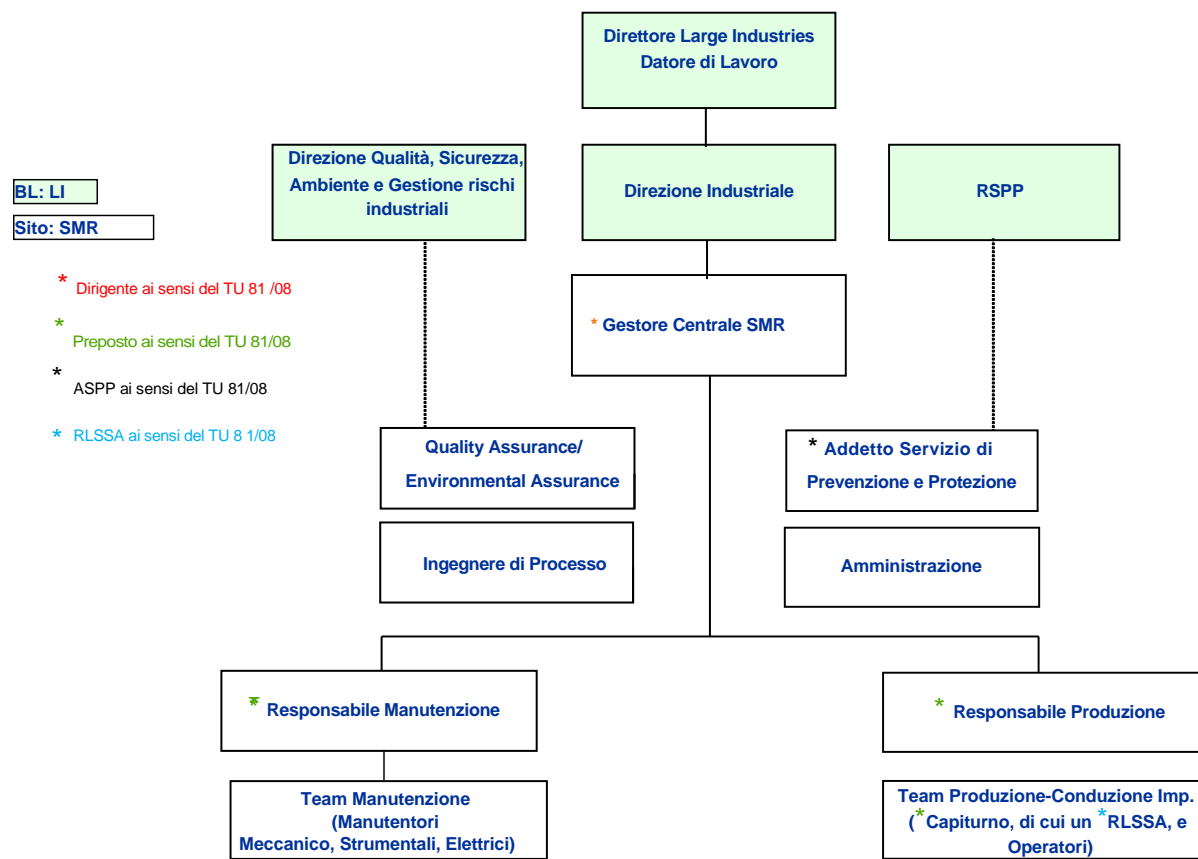 Direttore Large Industries
Datore di Lavoro
Direzione Qualità, Sicurezza,
Ambiente e Gestione rischi
industriali
Direzione Industriale
RSPP
BL: LI
Sito: SMR
* Dirigente ai sensi del TU 81 /08
* Preposto ai sensi del TU 81/08
* ASPP ai sensi del TU 81/08
* RLSSA ai sensi del TU 8 1/08
* Gestore Centrale SMR
Quality Assurance/
Environmental Assurance
* Addetto Servizio di
Prevenzione e Protezione
Ingegnere di Processo
Amministrazione
* Responsabile Manutenzione
* Responsabile Produzione
Team Manutenzione
(Manutentori
Meccanico, Strumentali, Elettrici)
Team Produzione-Conduzione Imp.
(*Capiturno, di cui un *RLSSA, e
Operatori)